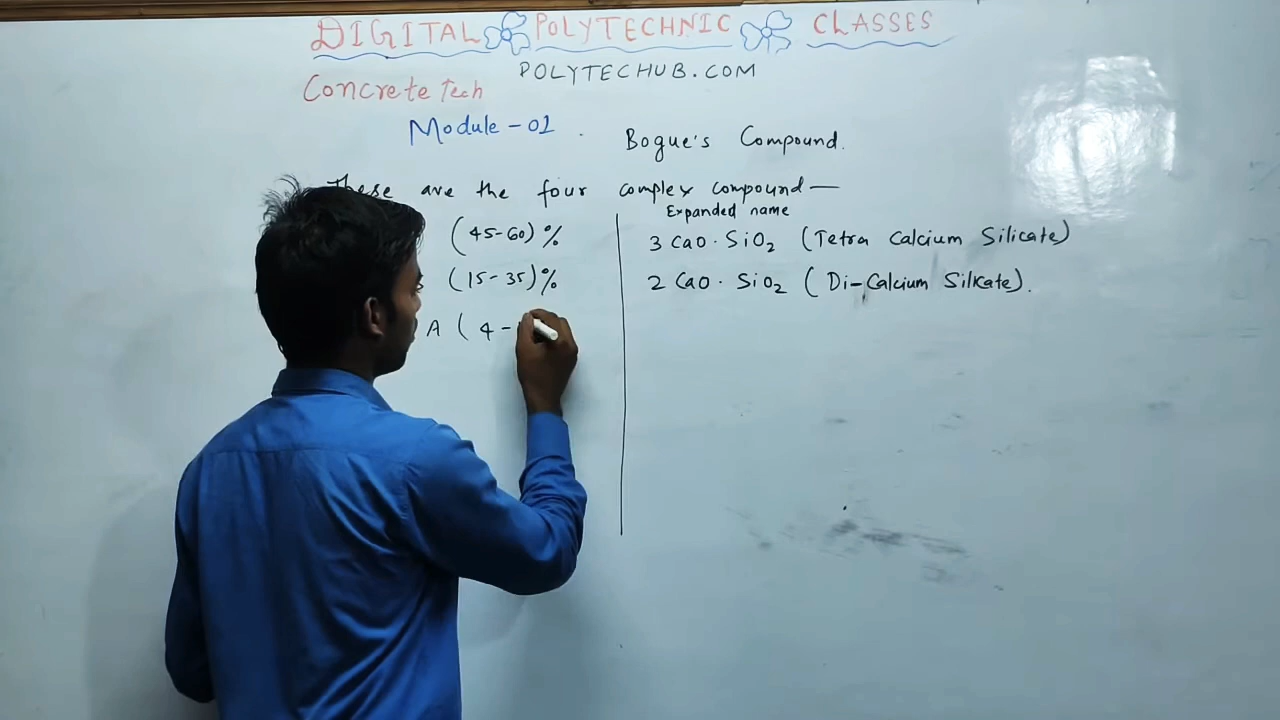 DIGITAL POLYTECHNIC CLASSES
POLYTECHUB.COM
Concrete Tech
Module-01 .
Bogue's Compound.
These are the four complex compound—
Expanded name
(45-60)% 3 CaO·SiO₂ (Tetra Calcium Silicate)
(15-35)% 2 CaO·SiO₂ (Di-Calcium Silicate).
A (4-